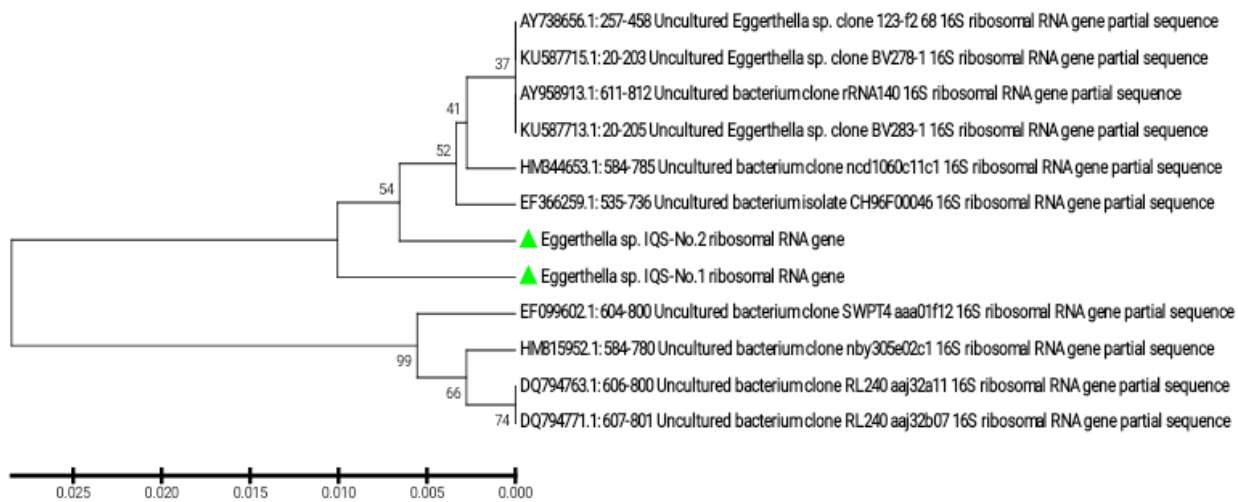 AY738656.1:257-458 Uncultured Eggerthella sp. clone 123-f2 68 16S ribosomal RNA gene partial sequence
37
KU587715.1:20-203 Uncultured Eggerthella sp. clone BV278-1 16S ribosomal RNA gene partial sequence
AY958913.1:611-812 Uncultured bacterium clone rRNA140 16S ribosomal RNA gene partial sequence
41
KU587713.1:20-205 Uncultured Eggerthella sp. clone BV283-1 16S ribosomal RNA gene partial sequence
52
HM344653.1:584-785 Uncultured bacterium clone ncd1060c11c1 16S ribosomal RNA gene partial sequence
54
EF366259.1:535-736 Uncultured bacterium isolate CH96F00046 16S ribosomal RNA gene partial sequence
Eggerthella sp. IQS-No.2 ribosomal RNA gene
Eggerthella sp. IQS-No.1 ribosomal RNA gene
EF099602.1:604-800 Uncultured bacterium clone SWPT4 aaa01f12 16S ribosomal RNA gene partial sequence
99
HM815952.1:584-780 Uncultured bacterium clone nby305e02c1 16S ribosomal RNA gene partial sequence
66
DQ794763.1:606-800 Uncultured bacterium clone RL240 aaj32a11 16S ribosomal RNA gene partial sequence
74
DQ794771.1:607-801 Uncultured bacterium clone RL240 aaj32b07 16S ribosomal RNA gene partial sequence
0.025 0.020 0.015 0.010 0.005 0.000